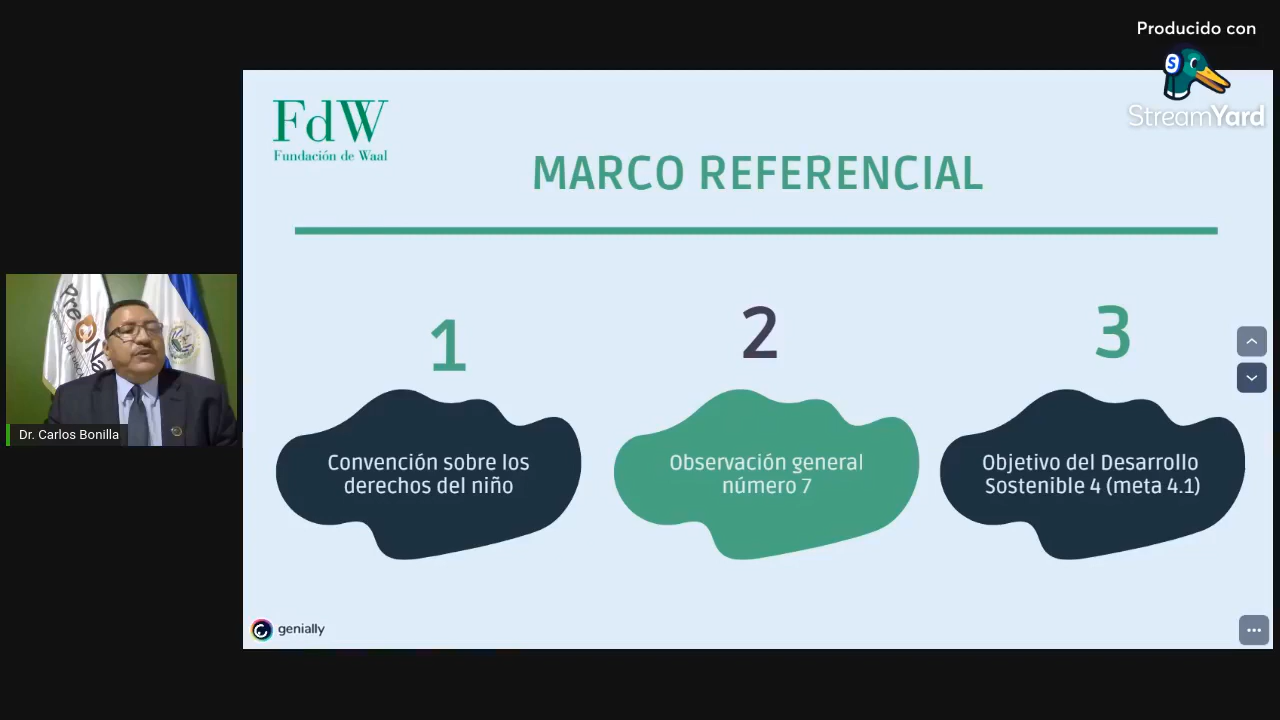 Producido con
StreamYard
FdW
Fundación de Waal
MARCO REFERENCIAL
1
2
3
Convención sobre los
derechos del niño
Observación general
número 7
Objetivo del Desarrollo
Sostenible 4 (meta 4.1)
Dr. Carlos Bonilla
genially